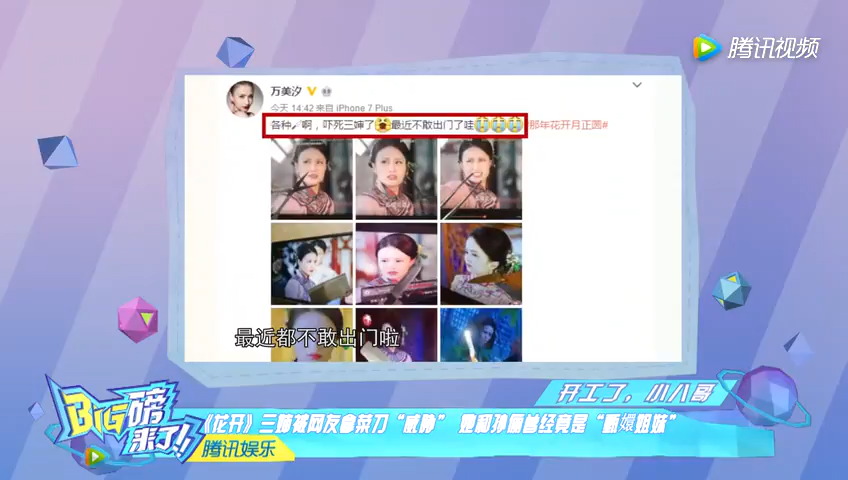 腾讯视频
万美汐
今天 14:42 来自 iPhone 7 Plus
各种🔪啊,吓死三婶了😱最近不敢出门了哇😭😭😭#那年花开月正圆#
最近都不敢出门啦
开工了,小八哥
BIG磅来了!!
《花开》三婶被网友拿菜刀“威胁” 她和孙俪曾经竟是“甄嬛姐妹”
腾讯娱乐